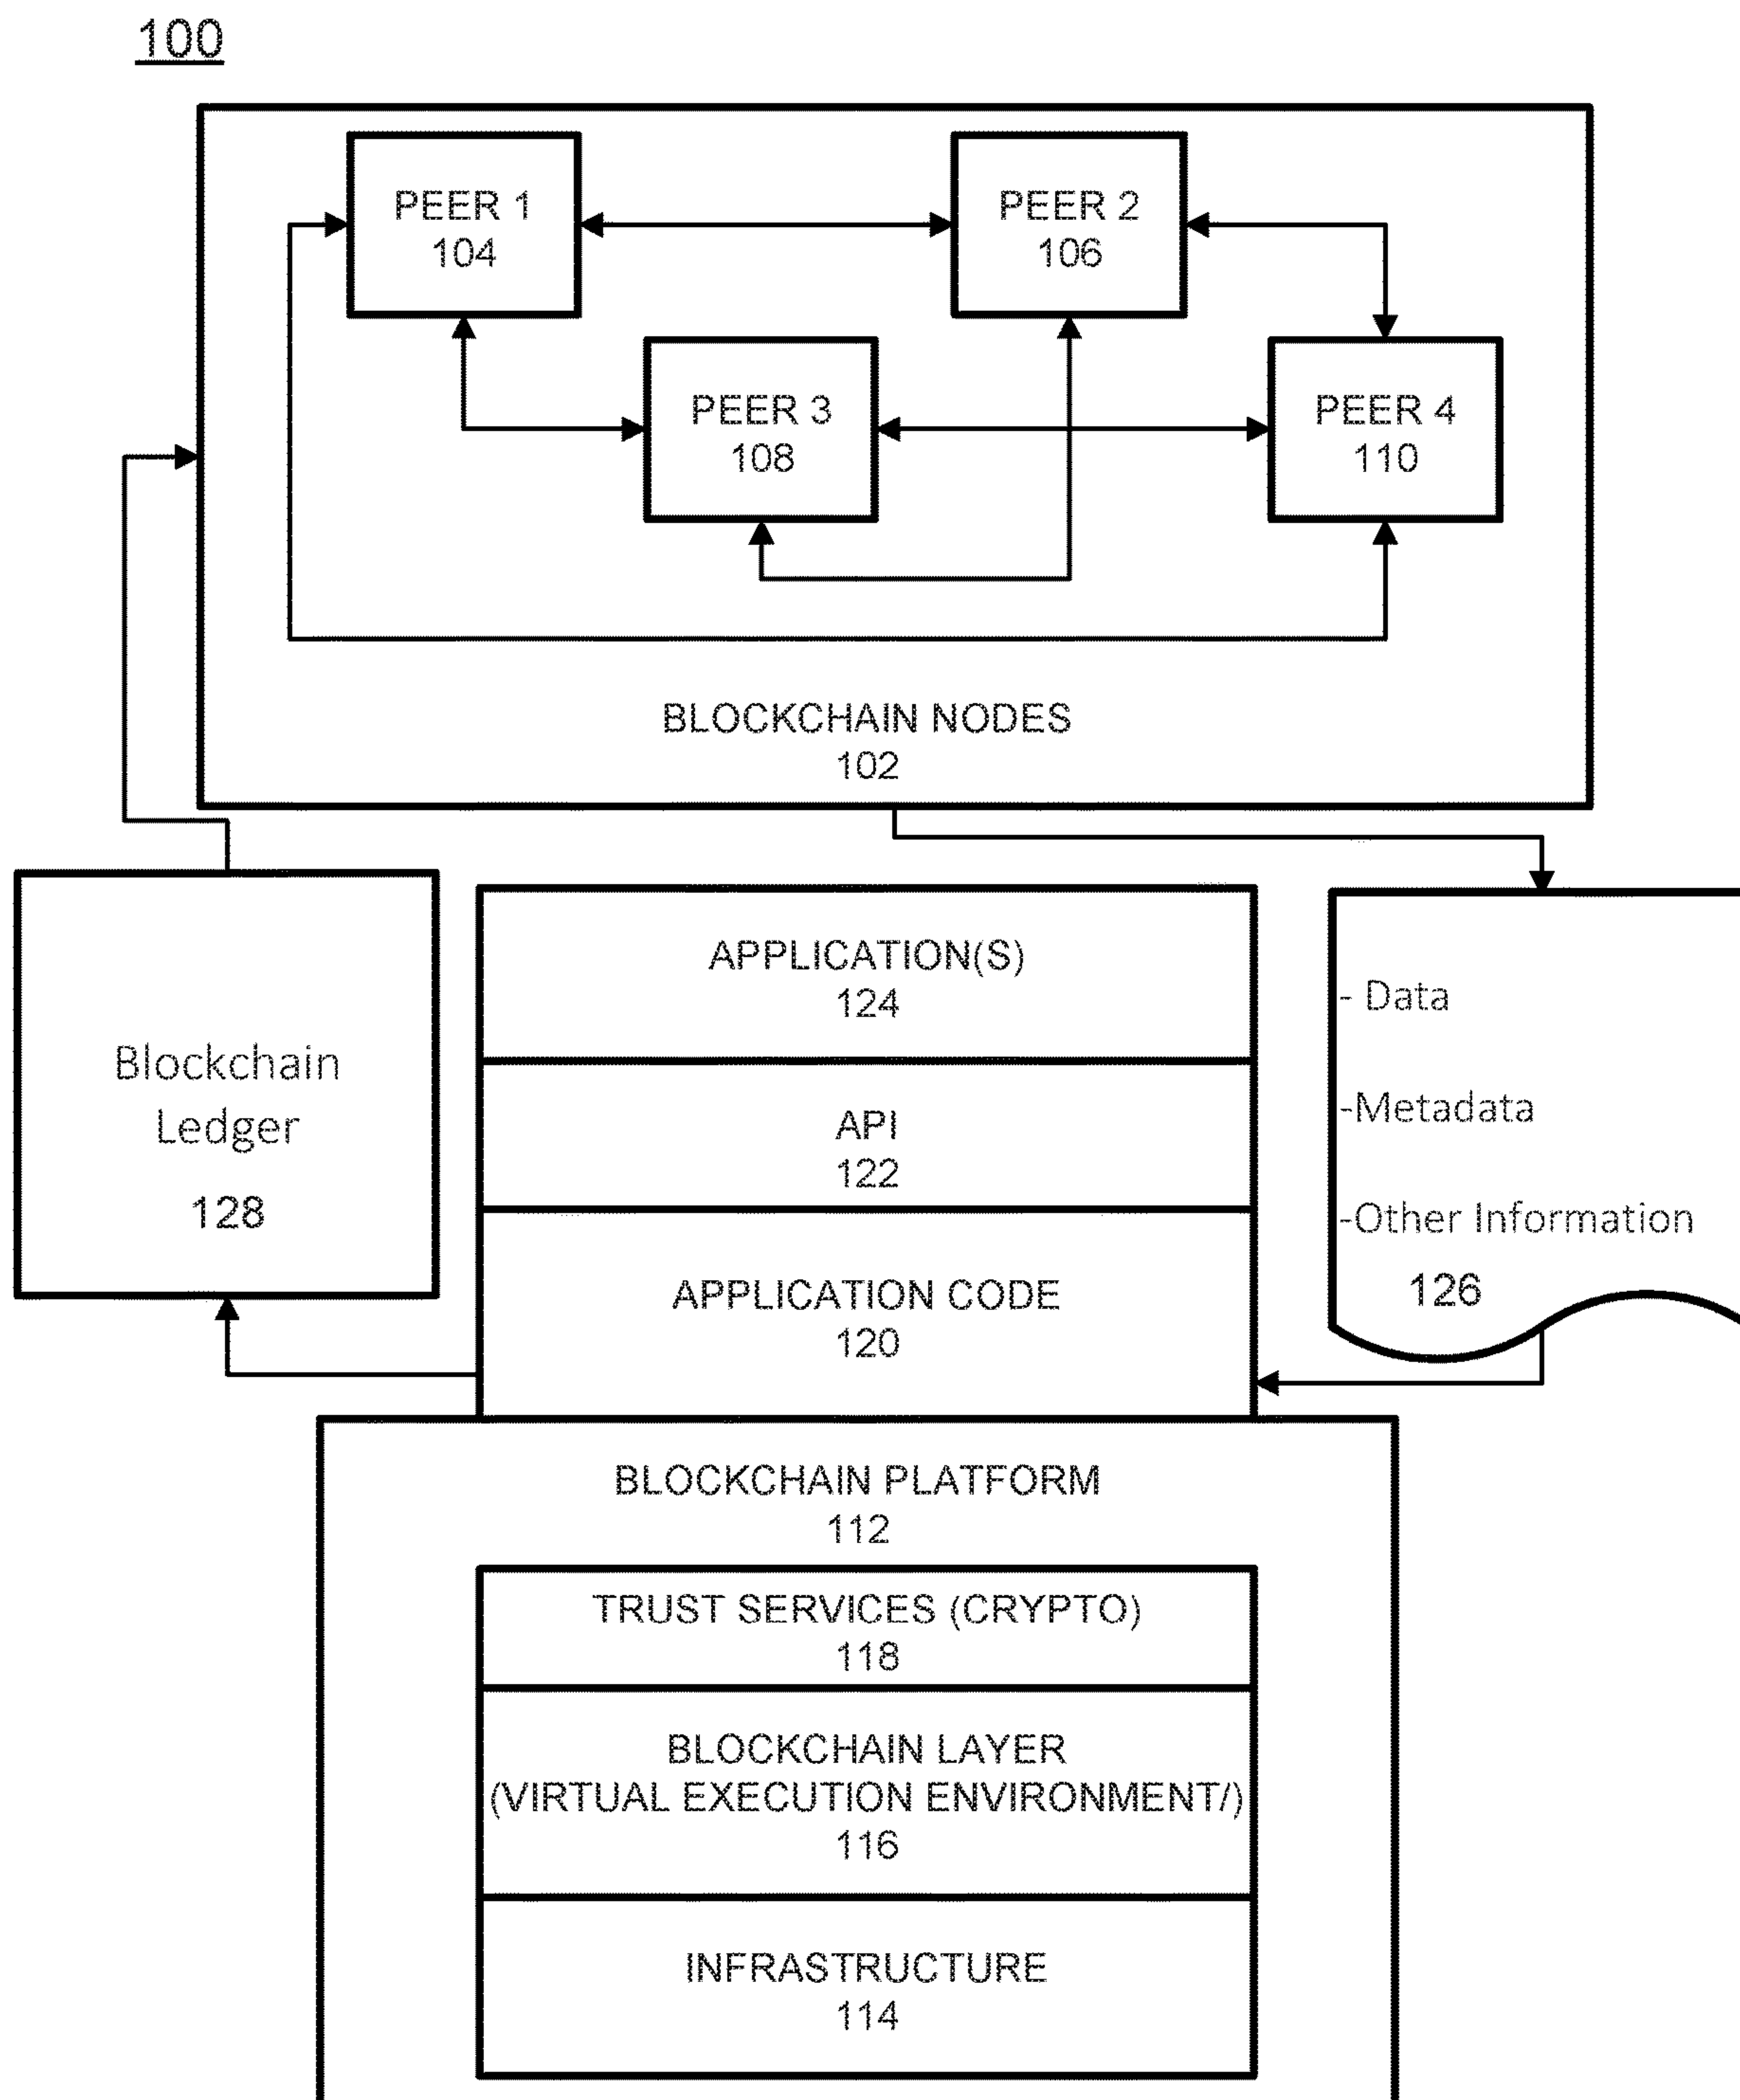 100
PEER 1
104
PEER 2
106
PEER 3
108
PEER 4
110
BLOCKCHAIN NODES
102
Blockchain
Ledger
128
APPLICATION(S)
124
API
122
APPLICATION CODE
120
- Data
-Metadata
-Other Information
126
BLOCKCHAIN PLATFORM
112
TRUST SERVICES (CRYPTO)
118
BLOCKCHAIN LAYER
(VIRTUAL EXECUTION ENVIRONMENT/)
116
INFRASTRUCTURE
114